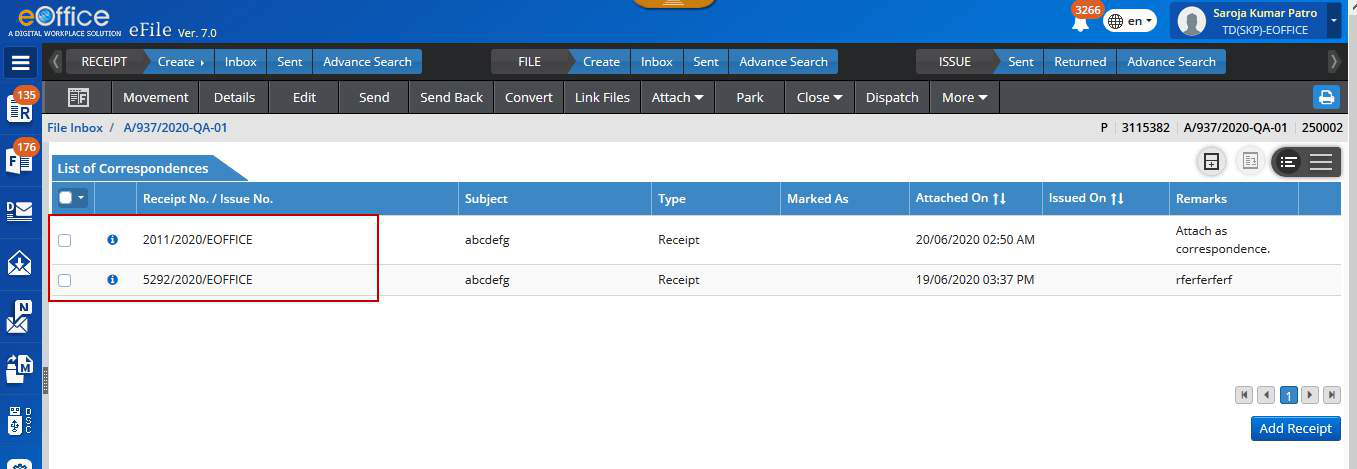 eOffice
A DIGITAL WORKPLACE SOLUTION
eFile Ver. 7.0
3266
en
Saroja Kumar Patro
TD(SKP)-EOFFICE
RECEIPT Create Inbox Sent Advance Search FILE Create Inbox Sent Advance Search ISSUE Sent Returned Advance Search
135
R
Movement Details Edit Send Send Back Convert Link Files Attach Park Close Dispatch More
File Inbox / A/937/2020-QA-01
P 3115382 A/937/2020-QA-01 250002
176
F
List of Correspondences
Receipt No. / Issue No. Subject Type Marked As Attached On Issued On Remarks
D
2011/2020/EOFFICE abcdefg Receipt 20/06/2020 02:50 AM Attach as
correspondence.
5292/2020/EOFFICE abcdefg Receipt 19/06/2020 03:37 PM rferferferf
N
M
1
DSC
Add Receipt